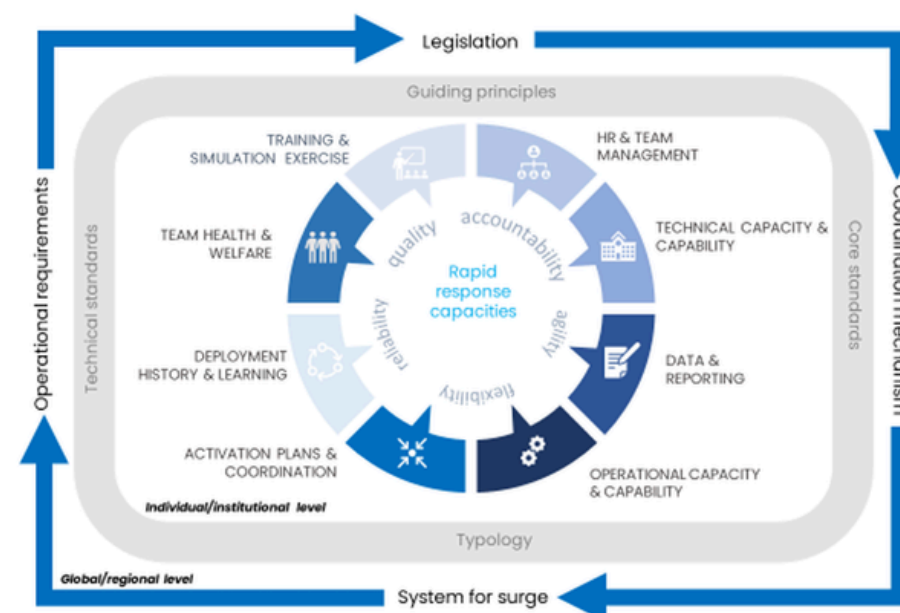 Legislation
Guiding principles
TRAINING &
SIMULATION EXERCISE
HR & TEAM
MANAGEMENT
Operational requirements
Technical standards
TEAM HEALTH &
WELFARE
quality
accountability
TECHNICAL CAPACITY &
CAPABILITY
Core standards
Coordination mechanism
Rapid
response
capacities
reliability
agility
flexibility
DEPLOYMENT
HISTORY & LEARNING
DATA &
REPORTING
ACTIVATION PLANS &
COORDINATION
OPERATIONAL CAPACITY
& CAPABILITY
Individual/institutional level
Typology
Global/regional level
System for surge